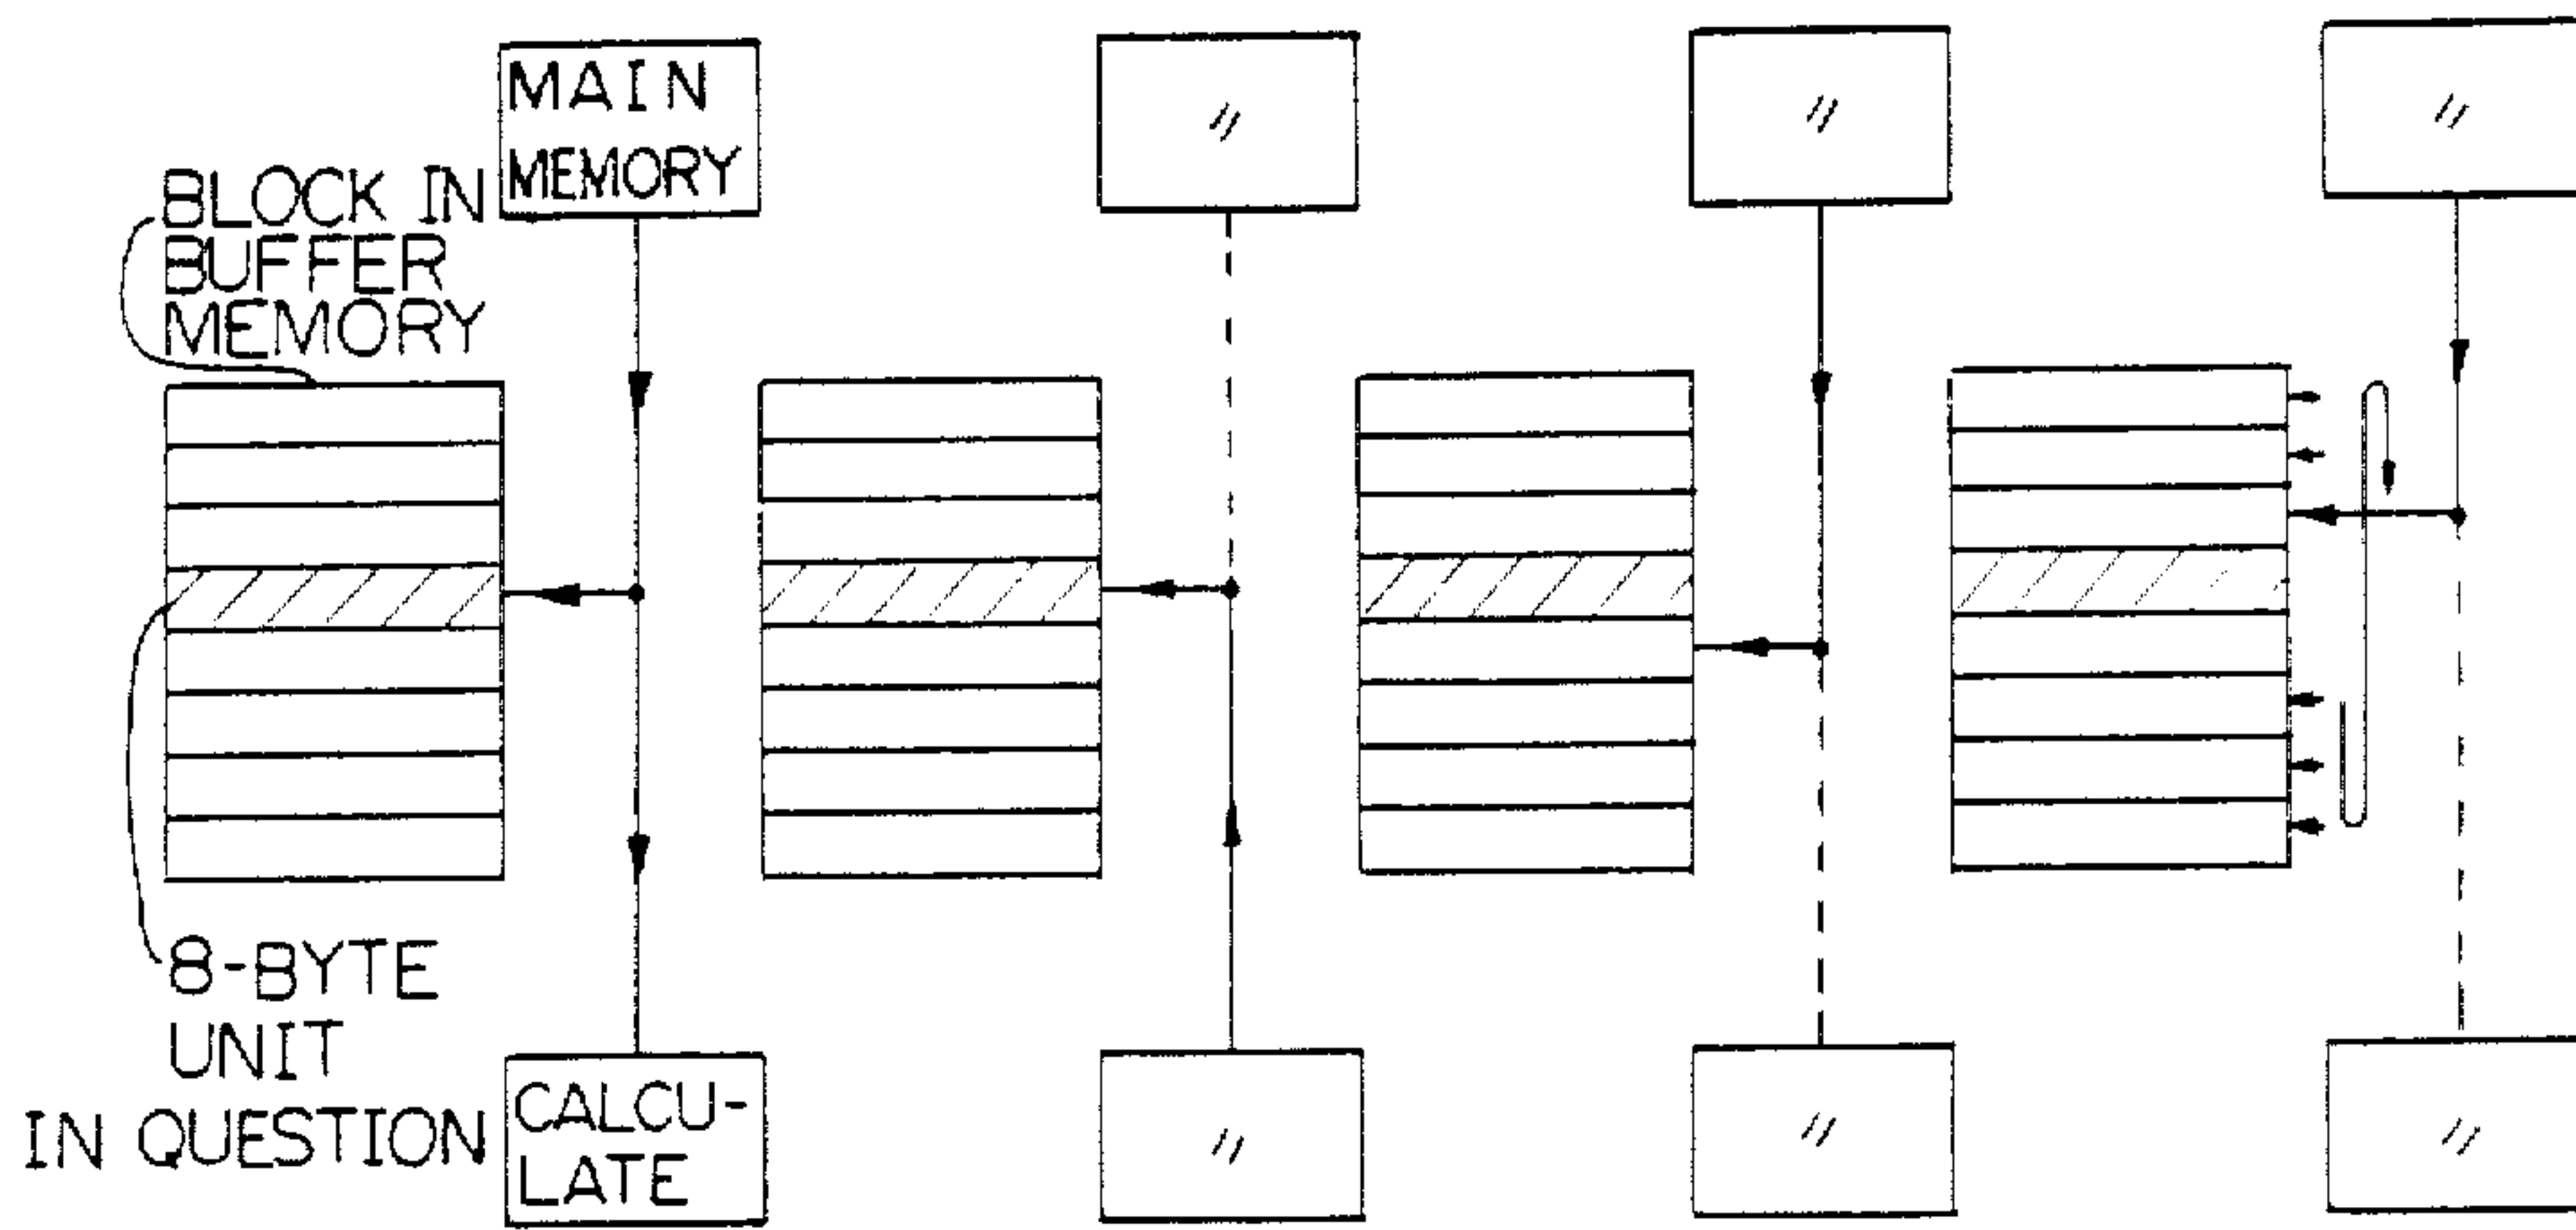 MAIN
MEMORY
BLOCK IN
BUFFER
MEMORY
8-BYTE
UNIT
IN QUESTION
CALCU-
LATE
〃
〃
〃
〃
〃
〃